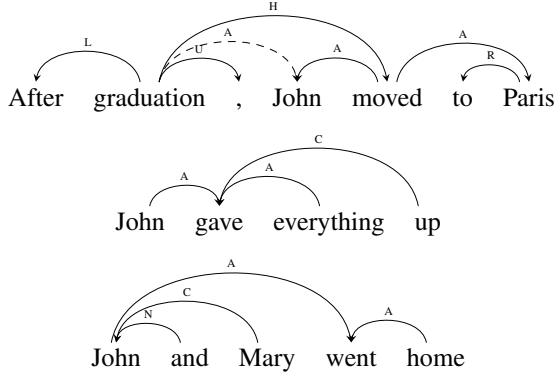 H
A A
L U A R
After graduation , John moved to Paris
C
A A
John gave everything up
A
C A
N
John and Mary went home